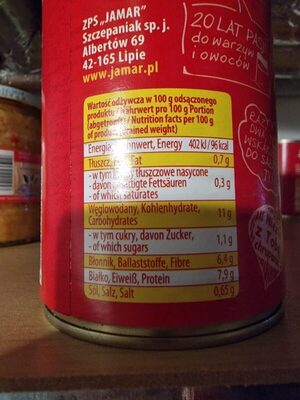 ZPS „JAMAR"
Szczepaniak sp. j.
Albertów 69
42-165 Lipie
www.jamar.pl
20 LAT
do warzyw
i owoców
Wartość odżywcza w 100 g odsączonego
produktu / Nährwert pro 100 g Portion
(abgetropft) / Nutrition facts per 100 g
of product (drained weight)
Energia, Brennwert, Energy 402 kJ / 96 kcal
Tłuszcz, Fett, Fat 0,7 g
- w tym kwasy tłuszczowe nasycone
- davon gesättigte Fettsäuren
- of which saturates 0,3 g
Węglowodany, Kohlenhydrate,
Carbohydrates 11 g
- w tym cukry, davon Zucker,
- of which sugars 1,1 g
Błonnik, Ballaststoffe, Fibre 6,4 g
Białko, Eiweiß, Protein 7,9 g
Sól, Salz, Salt 0,65 g